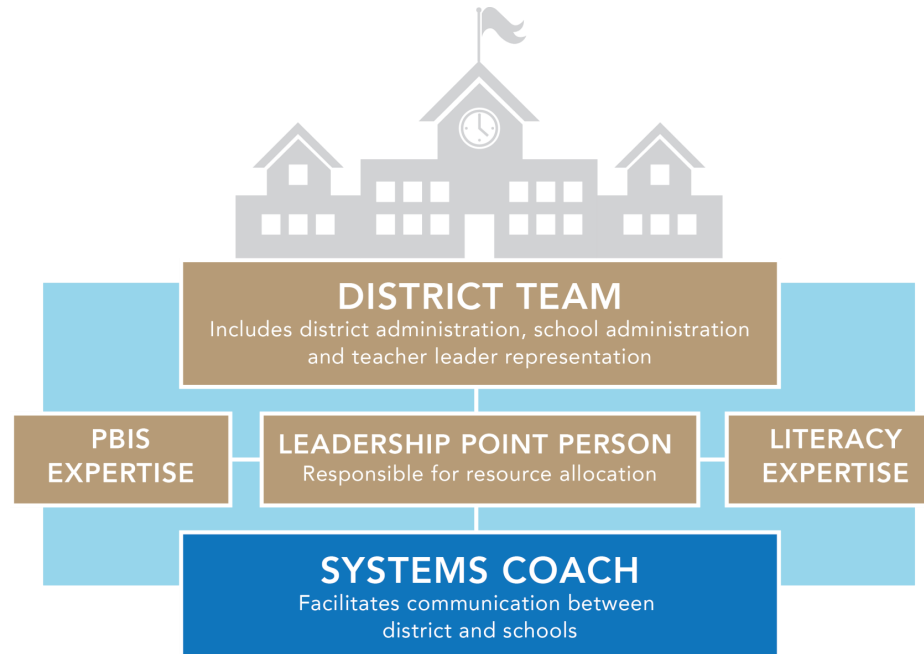 DISTRICT TEAM
Includes district administration, school administration
and teacher leader representation
PBIS
EXPERTISE
LEADERSHIP POINT PERSON
Responsible for resource allocation
LITERACY
EXPERTISE
SYSTEMS COACH
Facilitates communication between
district and schools